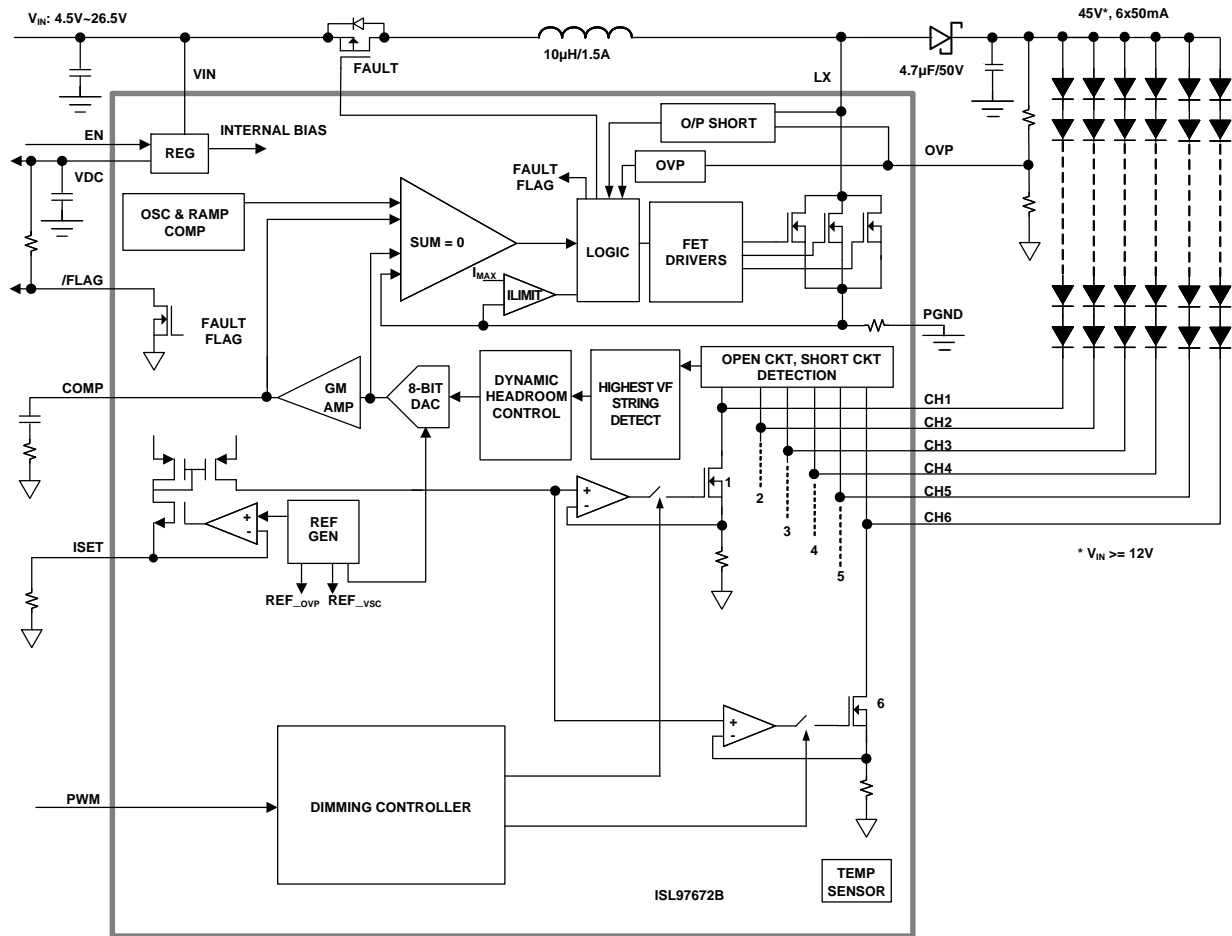 V_IN: 4.5V~26.5V
45V*, 6x50mA
10µH/1.5A
FAULT
VIN
LX
4.7µF/50V
EN
REG
INTERNAL BIAS
O/P SHORT
OVP
OVP
VDC
FAULT
FLAG
OSC & RAMP
COMP
SUM = 0
LOGIC
FET
DRIVERS
I_MAX
ILIMIT
/FLAG
FAULT
FLAG
PGND
COMP
GM
AMP
8-BIT
DAC
DYNAMIC
HEADROOM
CONTROL
HIGHEST VF
STRING
DETECT
OPEN CKT, SHORT CKT
DETECTION
CH1
CH2
CH3
CH4
CH5
CH6
+
-
1
2
3
4
5
+
-
REF
GEN
ISET
REF_OVP
REF_VSC
* V_IN >= 12V
+
-
6
PWM
DIMMING CONTROLLER
TEMP
SENSOR
ISL97672B